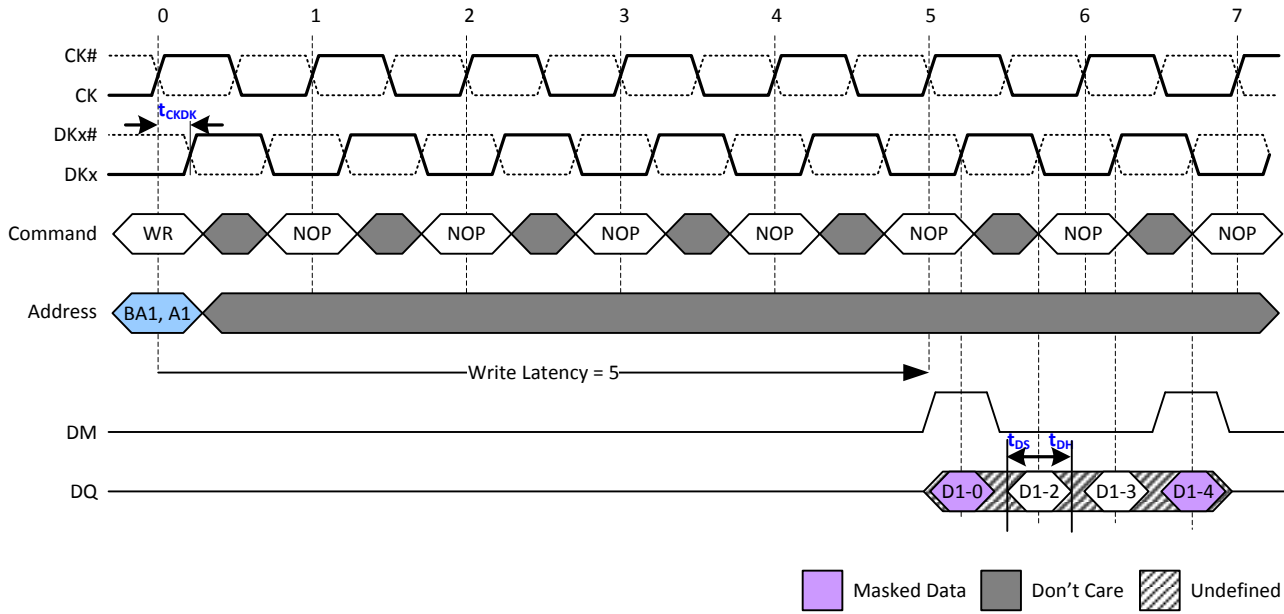 0 1 2 3 4 5 6 7
CK#
CK
tCKDK
DKx#
DKx
Command WR NOP NOP NOP NOP NOP NOP NOP
Address BA1, A1
Write Latency = 5
DM
tDS tDH
DQ D1-0 D1-2 D1-3 D1-4
Masked Data Don't Care Undefined